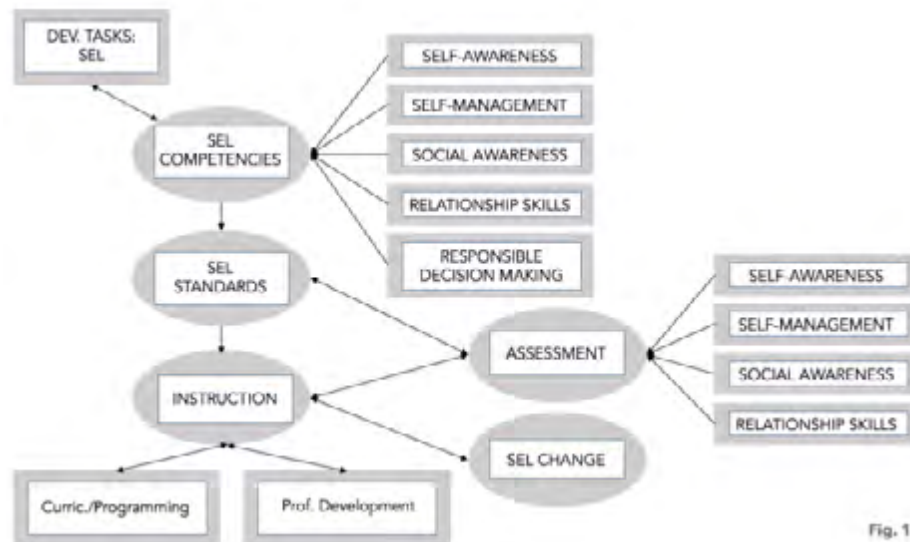 DEV. TASKS:
SEL
SELF-AWARENESS
SELF-MANAGEMENT
SEL
COMPETENCIES
SOCIAL AWARENESS
RELATIONSHIP SKILLS
RESPONSIBLE
DECISION MAKING
SEL
STANDARDS
SELF-AWARENESS
SELF-MANAGEMENT
ASSESSMENT
SOCIAL AWARENESS
INSTRUCTION
RELATIONSHIP SKILLS
SEL CHANGE
Curric./Programming
Prof. Development
Fig. 1